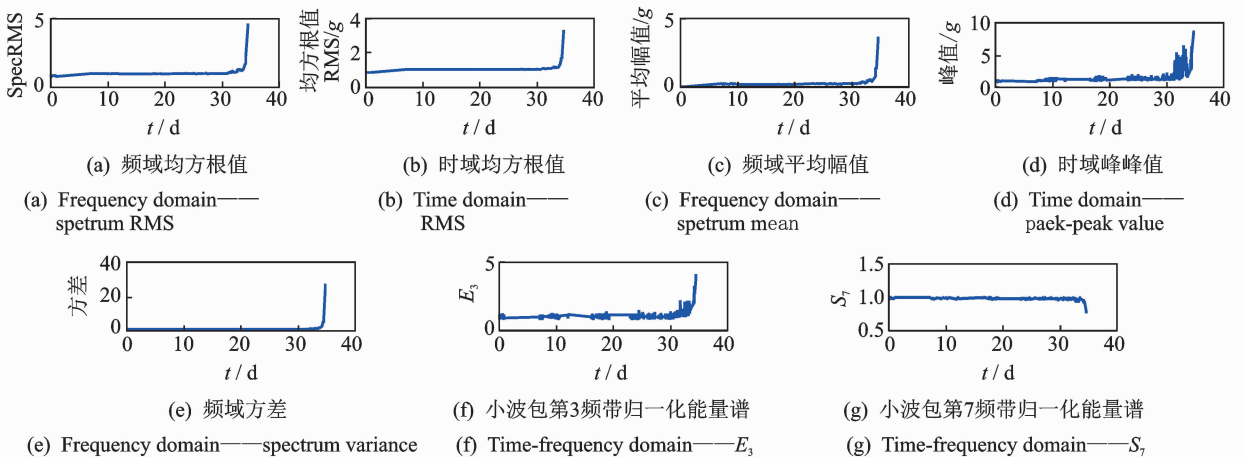 SpecRMS
5
0
0 10 20 30 40
t / d
(a) 频域均方根值
(a) Frequency domain——
spetrum RMS
均方根值
RMS/g
4
2
0
0 10 20 30 40
t / d
(b) 时域均方根值
(b) Time domain——
RMS
平均幅值/g
5
0
0 10 20 30 40
t / d
(c) 频域平均幅值
(c) Frequency domain——
spetrum mean
峰值/g
10
5
0
0 10 20 30 40
t / d
(d) 时域峰峰值
(d) Time domain——
paek-peak value
方差
40
20
0
0 10 20 30 40
t / d
(e) 频域方差
(e) Frequency domain——spectrum variance
E₃
5
0
0 10 20 30 40
t / d
(f) 小波包第3频带归一化能量谱
(f) Time-frequency domain——E₃
S₇
1.5
1.0
0.5
0 10 20 30 40
t / d
(g) 小波包第7频带归一化能量谱
(g) Time-frequency domain——S₇